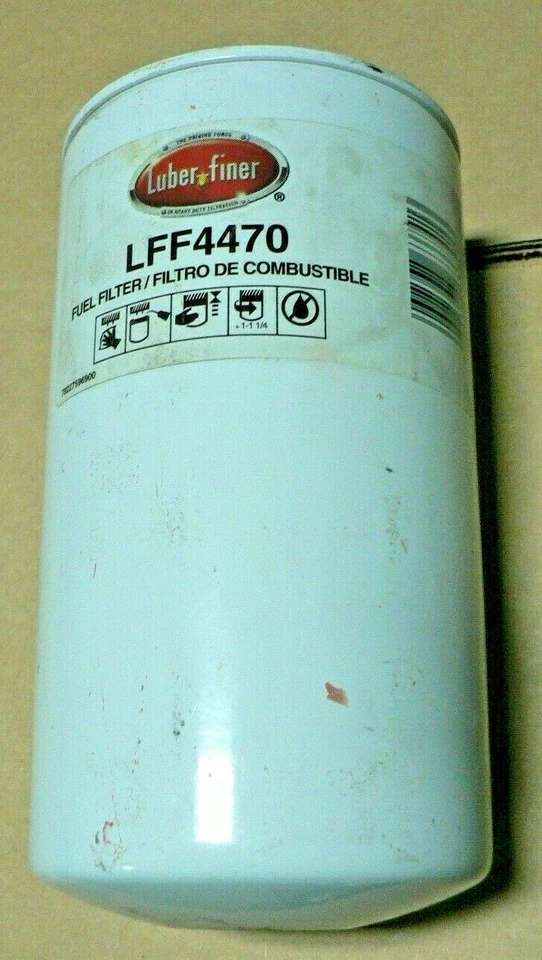 THE DRIVING FORCE
Luber-finer
IN HEAVY DUTY FILTRATION
®
LFF4470
FUEL FILTER / FILTRO DE COMBUSTIBLE
+ 1-1 1/4